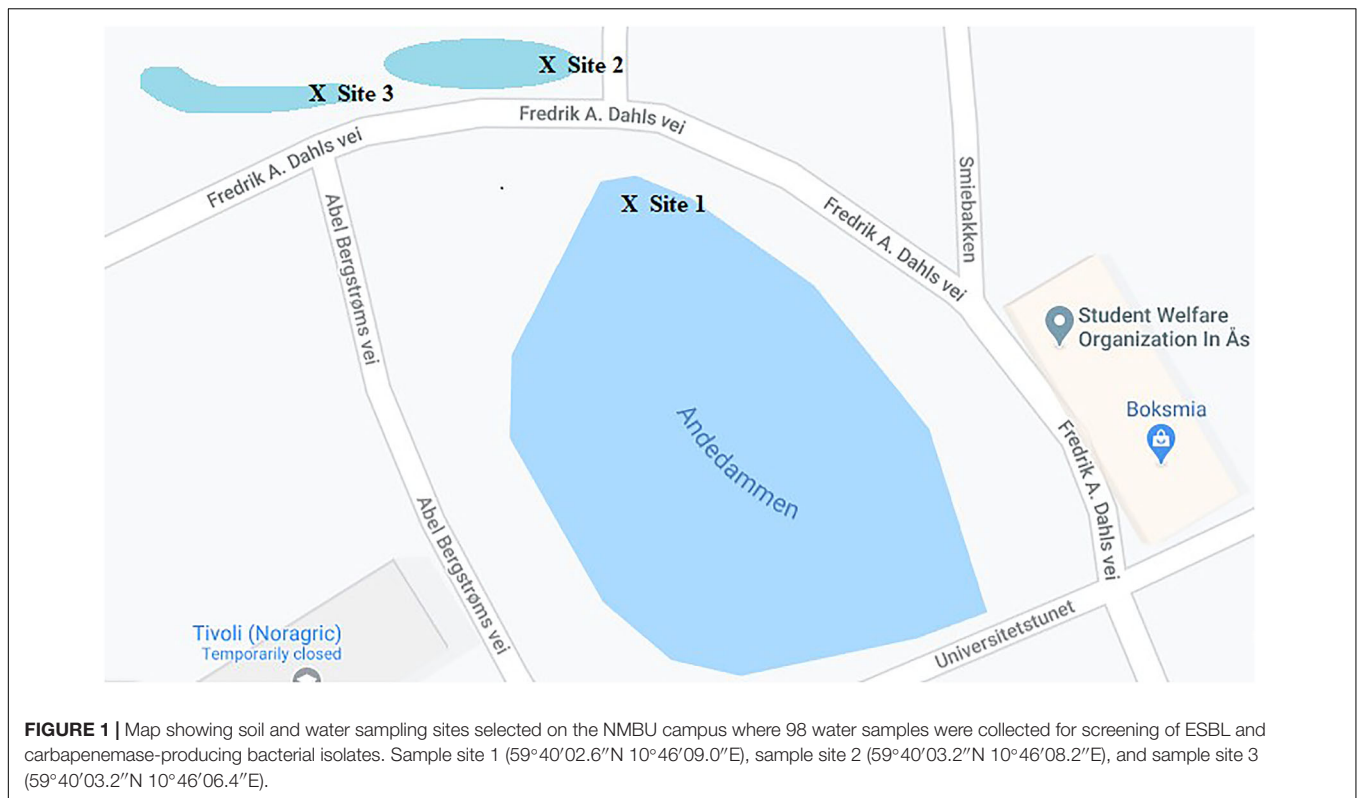 X Site 2
X Site 3
Fredrik A. Dahls vei
Fredrik A. Dahls vei
Smiebakken
Abel Bergstrøms vei
X Site 1
Fredrik A. Dahls vei
Student Welfare
Organization In Ås
Boksmia
Andedammen
Fredrik A. Dahls vei
Abel Bergstrøms vei
Universitetstunet
Tivoli (Noragric)
Temporarily closed
FIGURE 1 | Map showing soil and water sampling sites selected on the NMBU campus where 98 water samples were collected for screening of ESBL and
carbapenemase-producing bacterial isolates. Sample site 1 (59°40′02.6″N 10°46′09.0″E), sample site 2 (59°40′03.2″N 10°46′08.2″E), and sample site 3
(59°40′03.2″N 10°46′06.4″E).